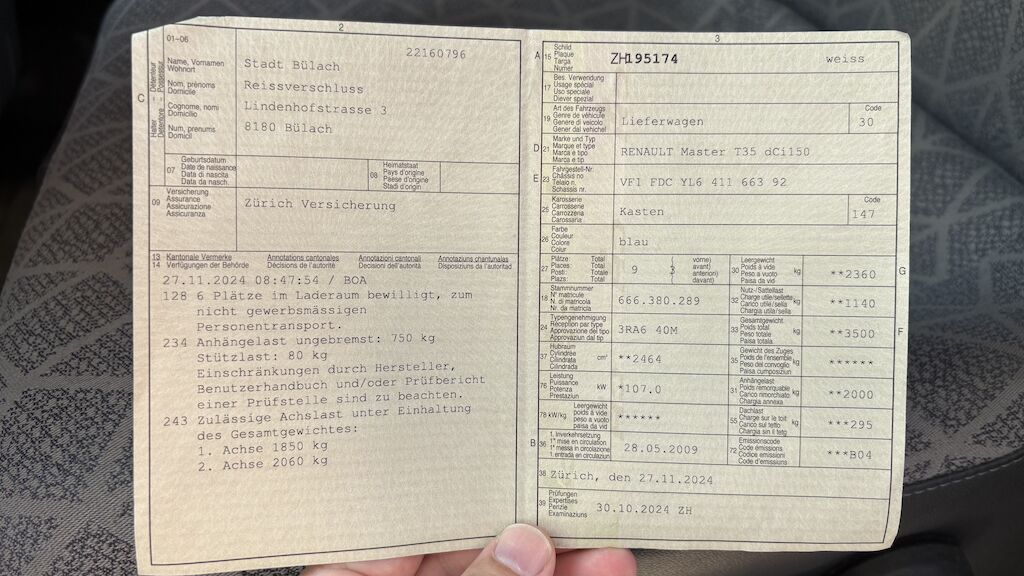 2
01-06
22160796
C
Halter
Détenteur
Detentore
Possessur
Name, Vornamen
Wohnort
Nom, prénoms
Domicile
Cognome, nomi
Domicilio
Num, prenums
Domicil
Stadt Bülach
Reissverschluss
Lindenhofstrasse 3
8180 Bülach
07
Geburtsdatum
Date de naissance
Data di nascita
Data da nasch.
08
Heimatstaat
Pays d'origine
Paese d'origine
Stadi d'origin
09
Versicherung
Assurance
Assicurazione
Assicuranza
Zürich Versicherung
13 Kantonale Vermerke Annotations cantonales Annotazioni cantonali Annotaziuns chantunalas
14 Verfügungen der Behörde Décisions de l'autorité Decisioni dell'autorità Disposiziuns da l'autoritad
27.11.2024 08:47:54 / BOA
128 6 Plätze im Laderaum bewilligt, zum
nicht gewerbsmässigen
Personentransport.
234 Anhängelast ungebremst: 750 kg
Stützlast: 80 kg
Einschränkungen durch Hersteller,
Benutzerhandbuch und/oder Prüfbericht
einer Prüfstelle sind zu beachten.
243 Zulässige Achslast unter Einhaltung
des Gesamtgewichtes:
1. Achse 1850 kg
2. Achse 2060 kg
3
A 15
Schild
Plaque
Targa
Numer
ZH195174 weiss
17
Bes. Verwendung
Usage spécial
Uso speciale
Diever spezial
19
Art des Fahrzeugs
Genre de véhicule
Genere di veicolo
Gener dal vehichel
Lieferwagen
Code
30
D 21
Marke und Typ
Marque et type
Marca e tipo
Marca e tip
RENAULT Master T35 dCi150
E 23
Fahrgestell-Nr.
Châssis no
Telaio n.
Schassis nr.
VF1 FDC YL6 411 663 92
25
Karosserie
Carrosserie
Carrozzeria
Carossaria
Kasten
Code
147
26
Farbe
Couleur
Colore
Colur
blau
27
Plätze: Total
Places: Total
Posti: Totale
Plazs: Total
9 3
(vorne)
avant)
anteriori)
davant)
30
Leergewicht
Poids à vide
Peso a vuoto
Paisa da vid
kg
**2360
G
18
Stammnummer
N° matricule
N. di matricola
Nr. da matricla
666.380.289
32
Nutz-/Sattellast
Charge utile/sellette
Carico utile/sella
Chargia utila/sella
kg
**1140
24
Typengenehmigung
Réception par type
Approvazione del tipo
Approvaziun dal tip
3RA6 40M
33
Gesamtgewicht
Poids total
Peso totale
Paisa totala
kg
**3500
F
37
Hubraum
Cylindrée
Cilindrata
Cilindrada
cm³
**2464
35
Gewicht des Zuges
Poids de l'ensemble
Peso del convoglio
Paisa cumposiziun
kg
******
76
Leistung
Puissance
Potenza
Prestaziun
kW
*107.0
31
Anhängelast
Poids remorquable
Carico rimorchiato
Chargia annexa
kg
**2000
78 kW/kg
Leergewicht
poids à vide
peso a vuoto
paisa da vid
******
55
Dachlast
Charge sur le toit
Carico sul tetto
Chargia sin il tetg
kg
***295
B 36
1. Inverkehrsetzung
1re mise en circulation
1a messa in circolazione
1. entrada en circulaziun
28.05.2009
72
Emissionscode
Code émissions
Codice emissioni
Code d'emissiuns
***B04
38 Zürich, den 27.11.2024
39
Prüfungen
Expertises
Perizie
Examinaziuns
30.10.2024 ZH